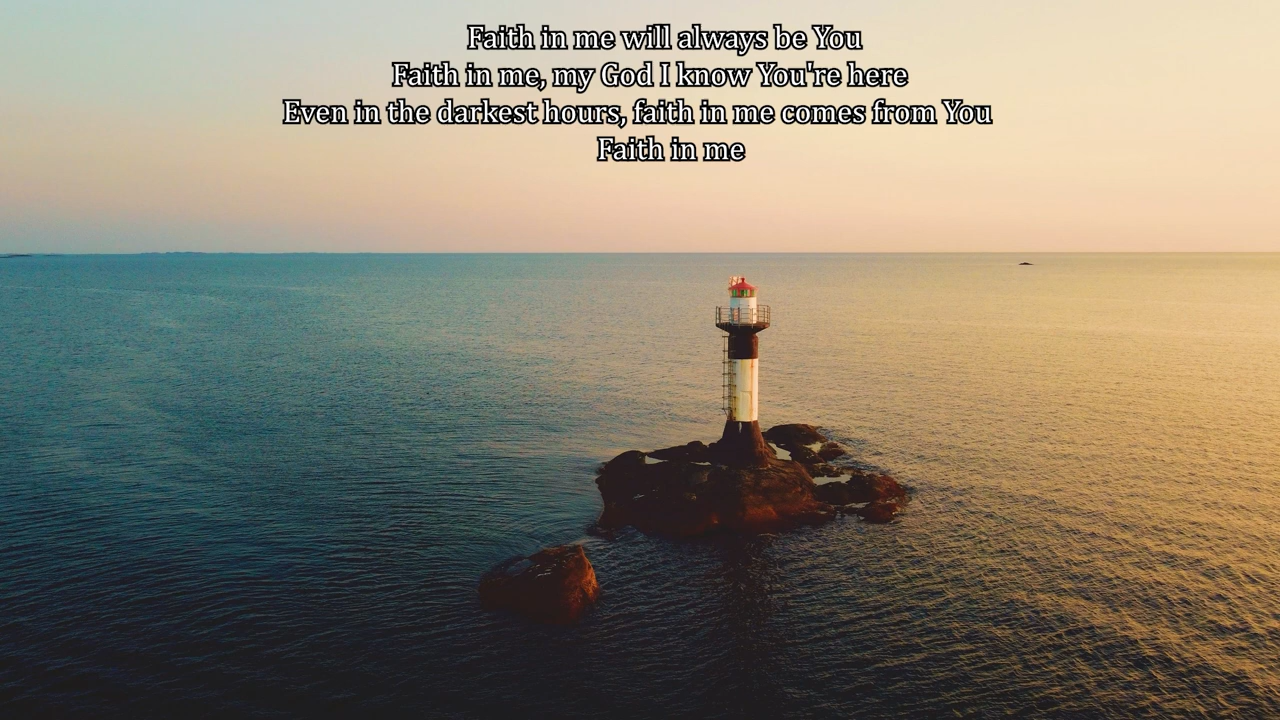 Faith in me will always be You
Faith in me, my God I know You're here
Even in the darkest hours, faith in me comes from You
Faith in me